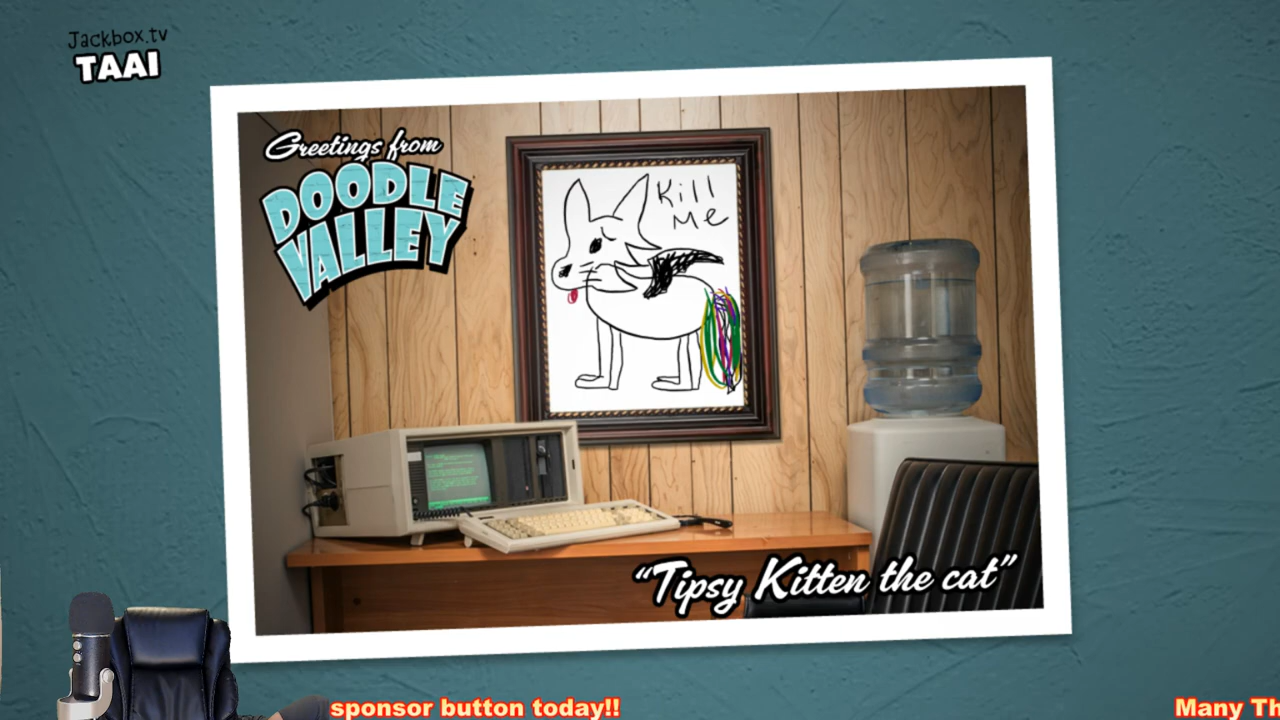 Jackbox.tv
TAAI
Greetings from
DOODLE
VALLEY
Kill
Me
"Tipsy Kitten the cat"
sponsor button today!!
Many Th